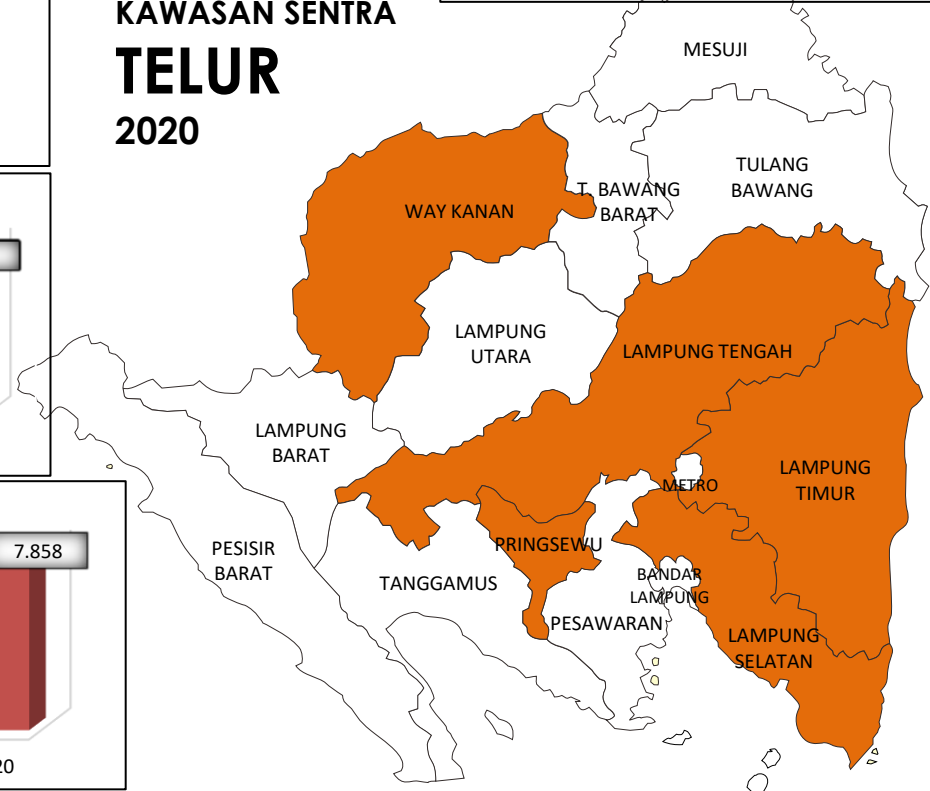 KAWASAN SENTRA
TELUR
2020
MESUJI
TULANG
BAWANG
T. BAWANG
BARAT
WAY KANAN
LAMPUNG
UTARA
LAMPUNG TENGAH
LAMPUNG
BARAT
LAMPUNG
TIMUR
METRO
PESISIR
BARAT
PRINGSEWU
TANGGAMUS
BANDAR
LAMPUNG
PESAWARAN
LAMPUNG
SELATAN
7.858
20